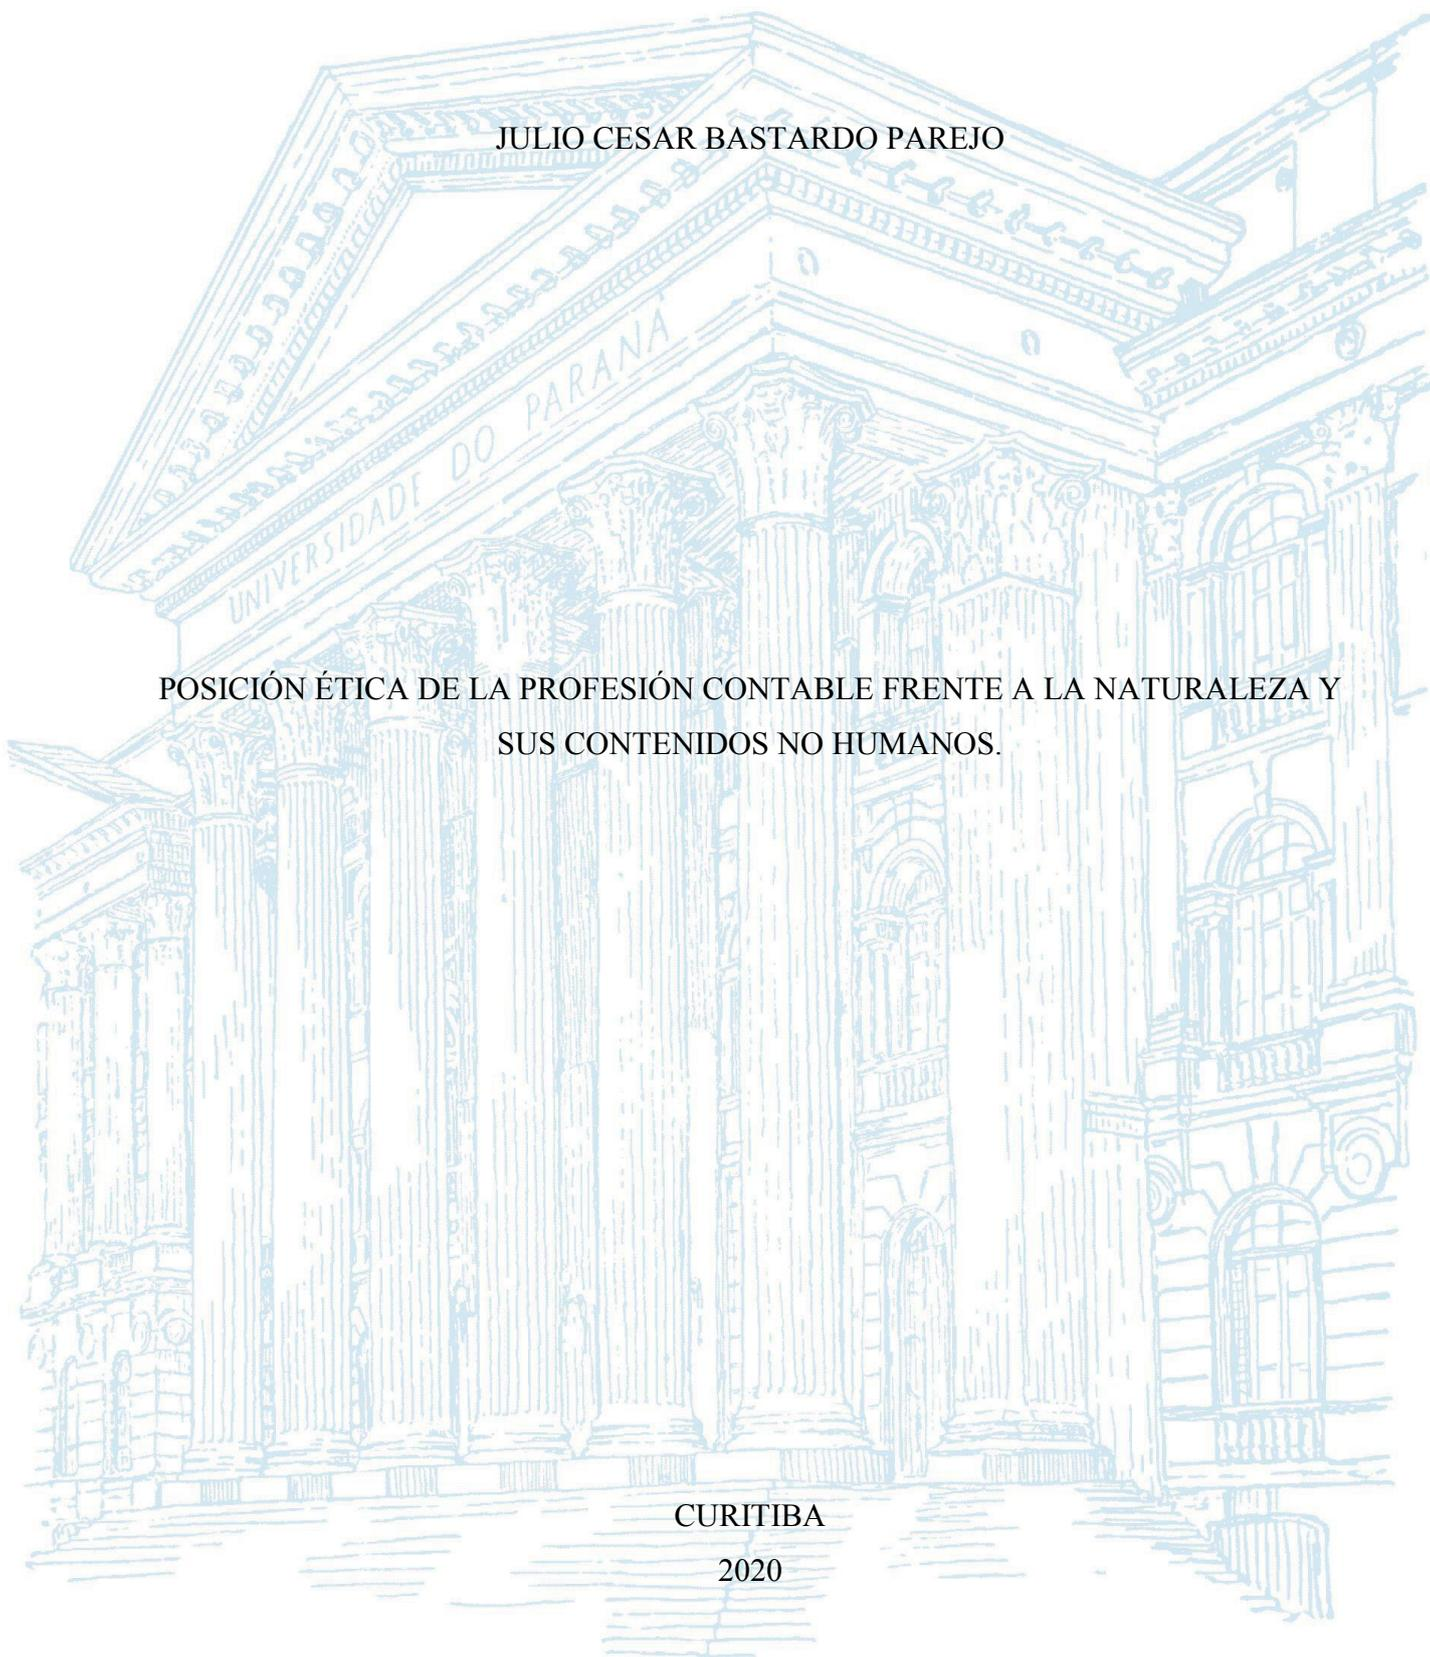 JULIO CESAR BASTARDO PAREJO
UNIVERSIDADE DO PARANÁ
POSICIÓN ÉTICA DE LA PROFESIÓN CONTABLE FRENTE A LA NATURALEZA Y
SUS CONTENIDOS NO HUMANOS.
CURITIBA
2020